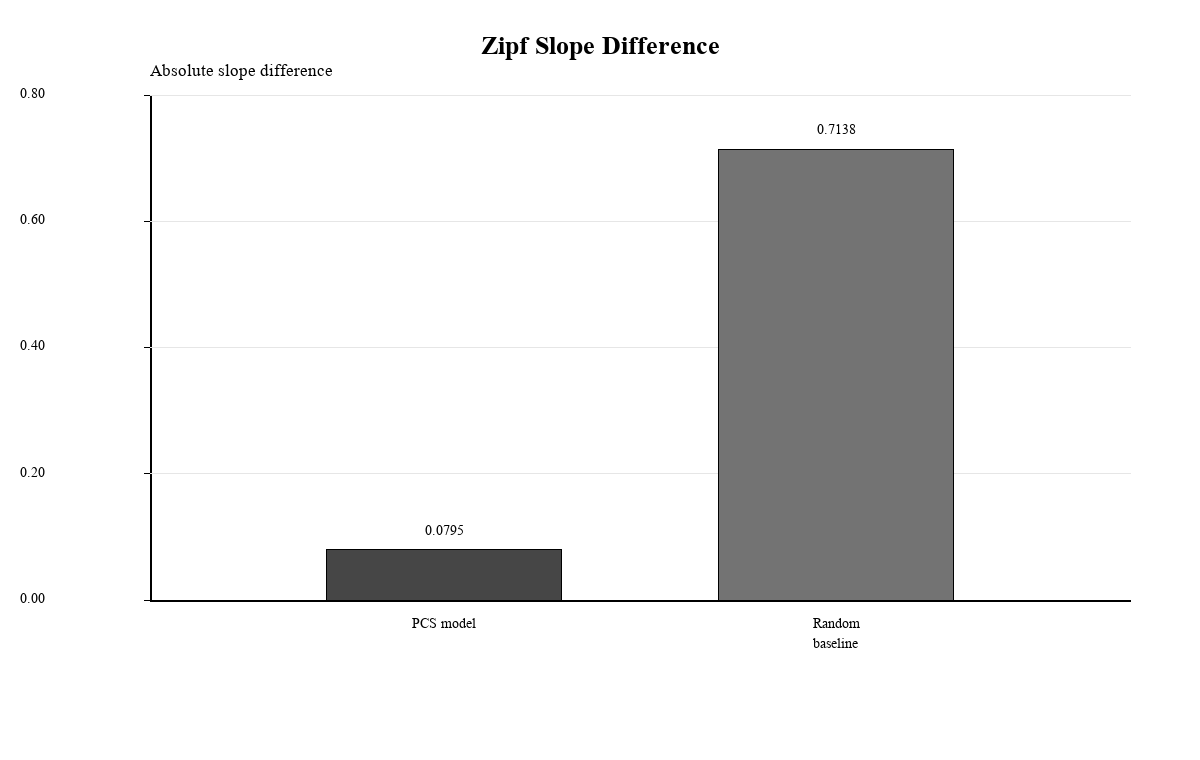 Zipf Slope Difference
Absolute slope difference
0.80
0.7138
0.60
0.40
0.20
0.0795
0.00
PCS model
Random
baseline